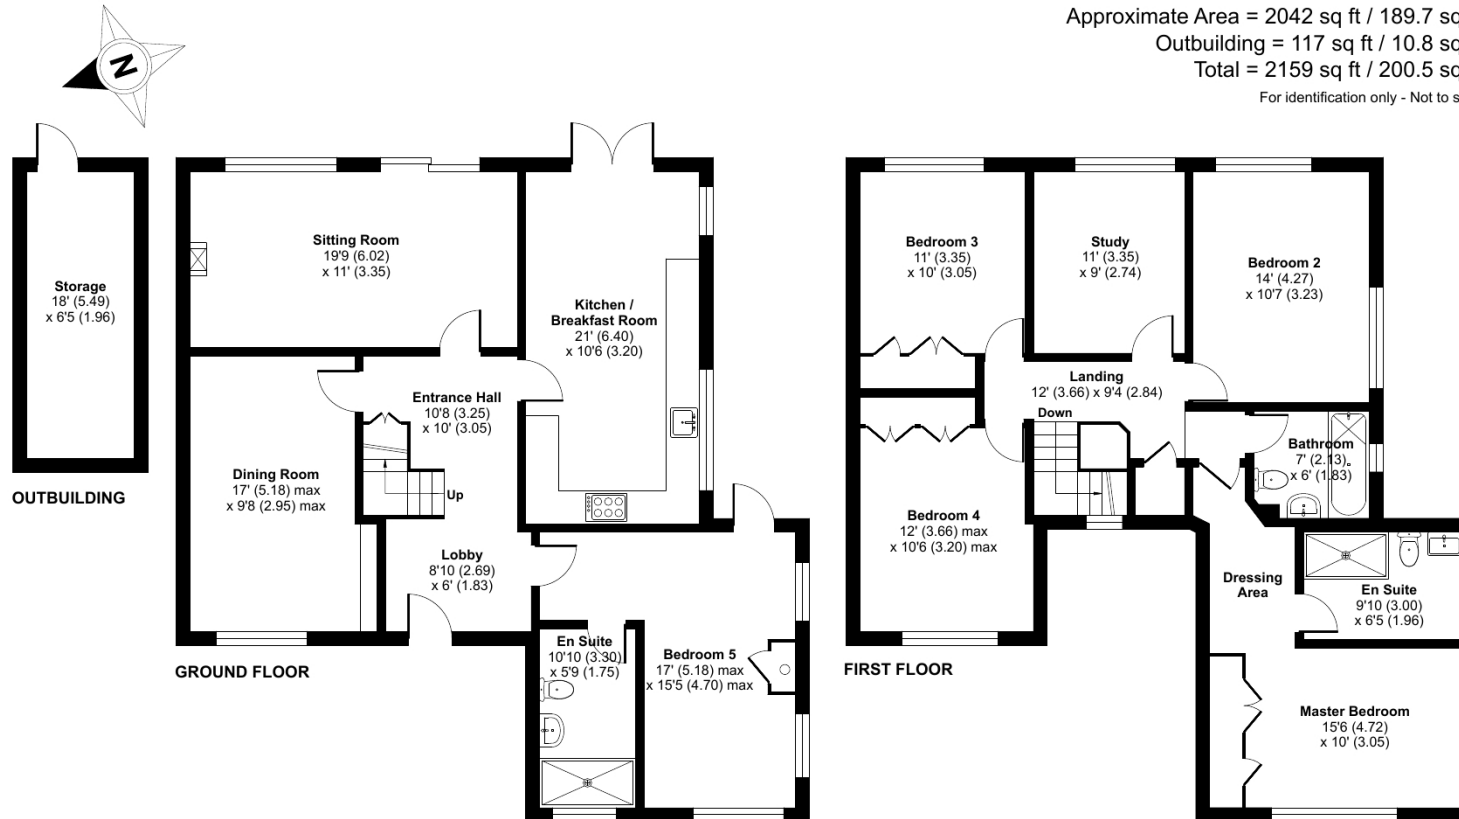 Approximate Area = 2042 sq ft / 189.7 sq
Outbuilding = 117 sq ft / 10.8 sq
Total = 2159 sq ft / 200.5 sq
For identification only - Not to s
N
Storage
18' (5.49)
x 6'5 (1.96)
OUTBUILDING
Sitting Room
19'9 (6.02)
x 11' (3.35)
Kitchen /
Breakfast Room
21' (6.40)
x 10'6 (3.20)
Entrance Hall
10'8 (3.25)
x 10' (3.05)
Dining Room
17' (5.18) max
x 9'8 (2.95) max
Up
Lobby
8'10 (2.69)
x 6' (1.83)
En Suite
10'10 (3.30)
x 5'9 (1.75)
Bedroom 5
17' (5.18) max
x 15'5 (4.70) max
GROUND FLOOR
Bedroom 3
11' (3.35)
x 10' (3.05)
Study
11' (3.35)
x 9' (2.74)
Bedroom 2
14' (4.27)
x 10'7 (3.23)
Landing
12' (3.66) x 9'4 (2.84)
Down
Bathroom
7' (2.13)
x 6' (1.83)
Bedroom 4
12' (3.66) max
x 10'6 (3.20) max
Dressing
Area
En Suite
9'10 (3.00)
x 6'5 (1.96)
Master Bedroom
15'6 (4.72)
x 10' (3.05)
FIRST FLOOR